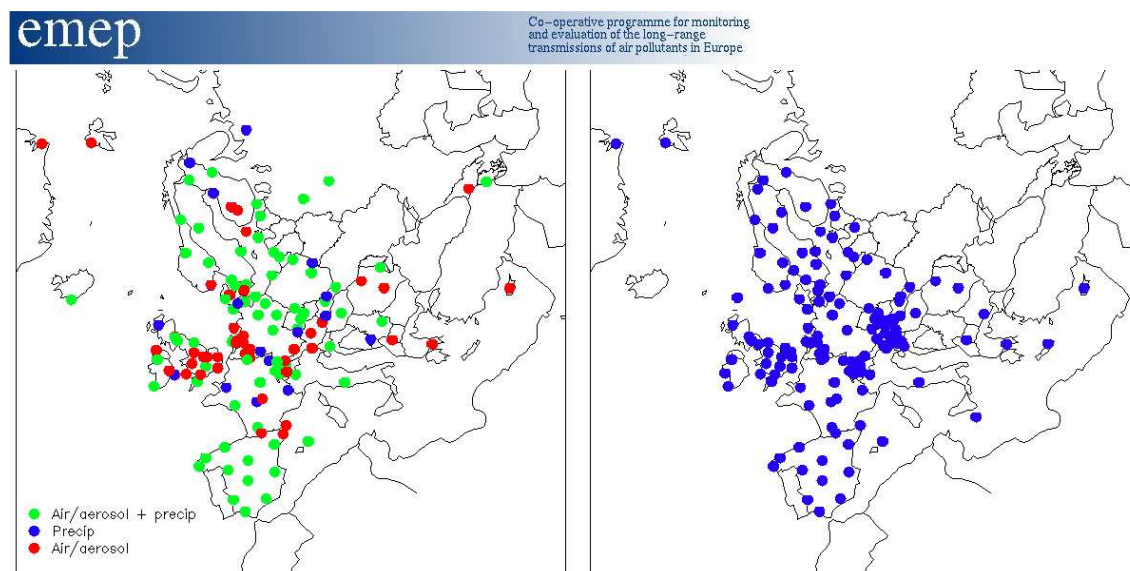 emep
Co-operative programme for monitoring
and evaluation of the long-range
transmissions of air pollutants in Europe
Air/aerosol + precip
Precip
Air/aerosol